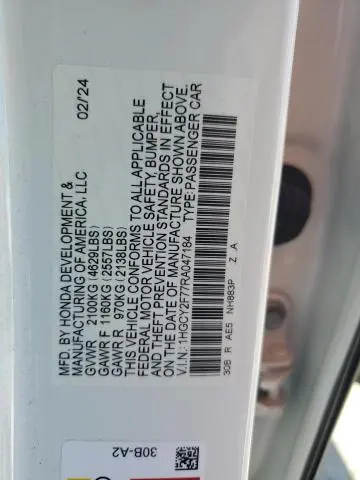 MFD. BY HONDA DEVELOPMENT &
MANUFACTURING OF AMERICA, LLC 02/'24
GVWR 2100KG (4629LBS)
GAWR F 1160KG (2557LBS)
GAWR R 970KG (2138LBS)
THIS VEHICLE CONFORMS TO ALL APPLICABLE
FEDERAL MOTOR VEHICLE SAFETY, BUMPER,
AND THEFT PREVENTION STANDARDS IN EFFECT
ON THE DATE OF MANUFACTURE SHOWN ABOVE.
V.I.N.:1HGCY2F77RA047184 TYPE:PASSENGER CAR
30B R AE5 NH883P Z A
30B-A2